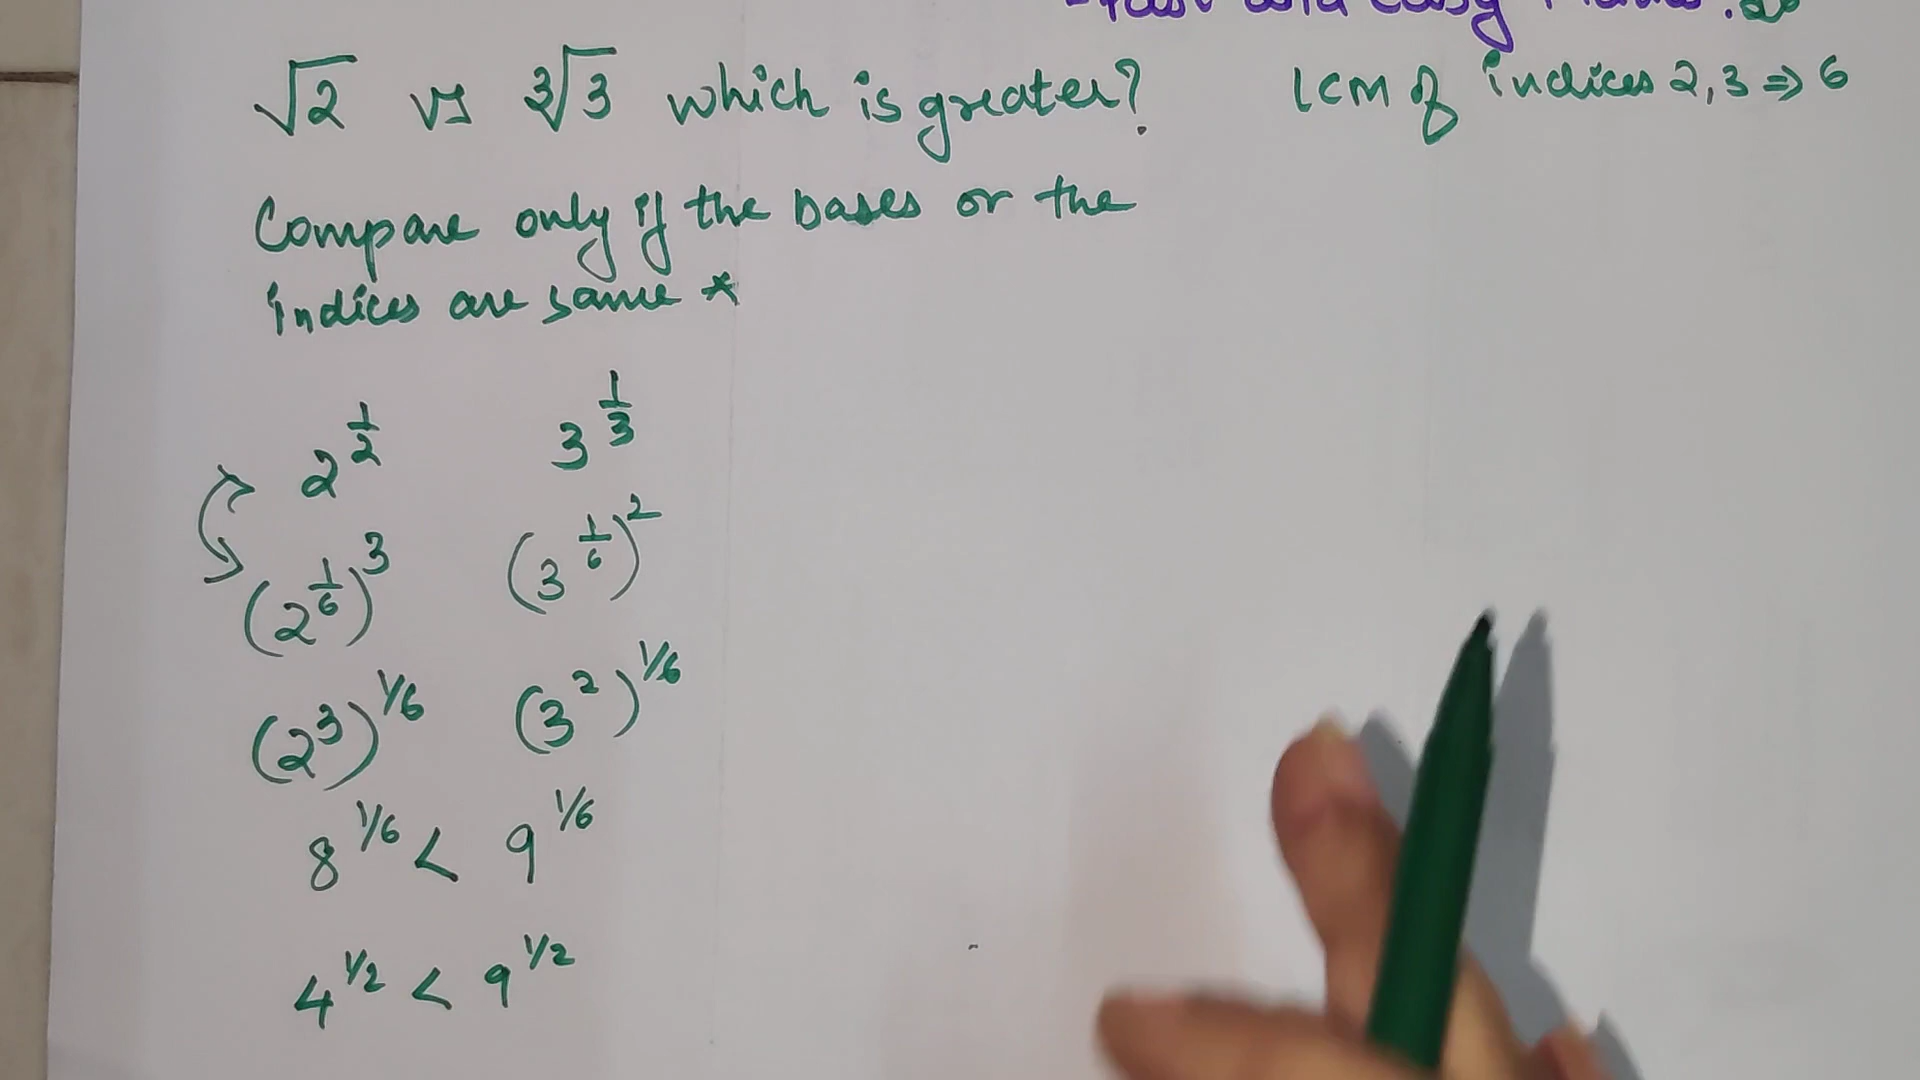 and easy
√2 vs ∛3 which is greater?
LCM of indices 2,3 ⇒ 6
Compare only if the bases or the
indices are same *
2^(1/2) 3^(1/3)
(2^(1/6))^3 (3^(1/6))^2
(2^3)^(1/6) (3^2)^(1/6)
8^(1/6) < 9^(1/6)
4^(1/2) < 9^(1/2)